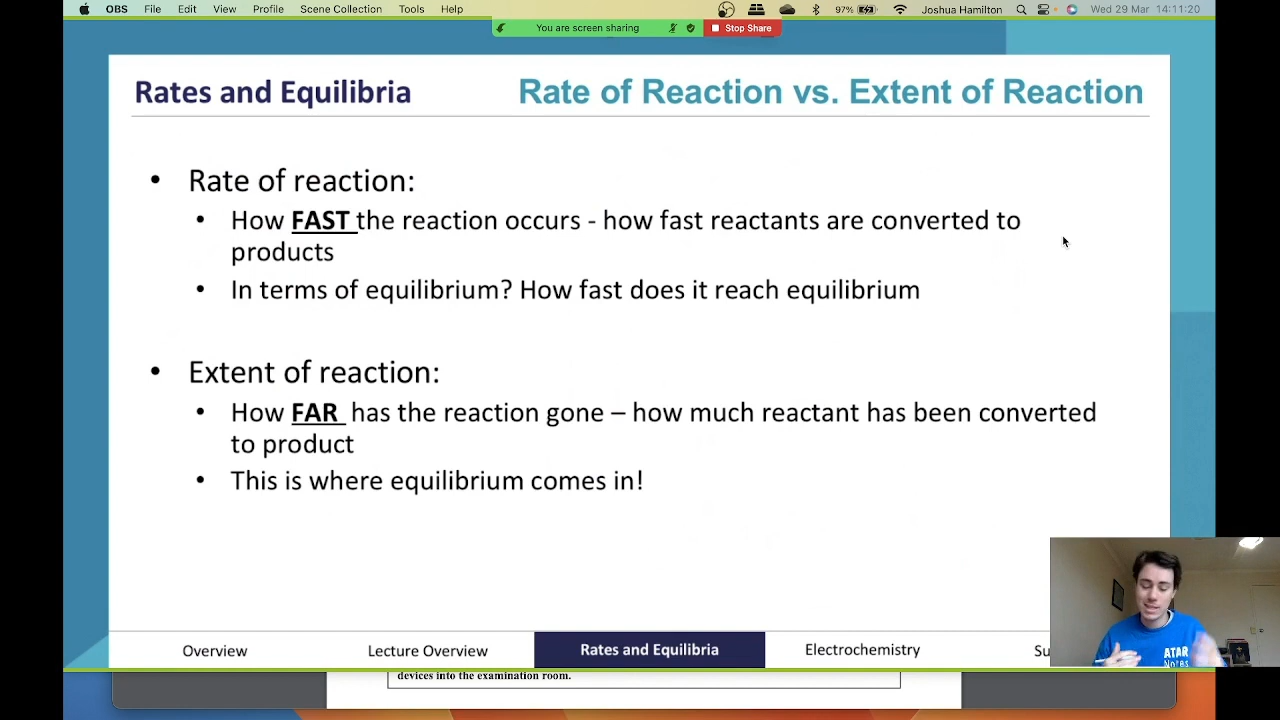 OBS File Edit View Profile Scene Collection Tools Help 97% Joshua Hamilton Wed 29 Mar 14:11:20
You are screen sharing Stop Share
Rates and Equilibria Rate of Reaction vs. Extent of Reaction
• Rate of reaction:
• How FAST the reaction occurs - how fast reactants are converted to
products
• In terms of equilibrium? How fast does it reach equilibrium
• Extent of reaction:
• How FAR has the reaction gone – how much reactant has been converted
to product
• This is where equilibrium comes in!
ATAR
Notes
Overview Lecture Overview Rates and Equilibria Electrochemistry Su
devices into the examination room.